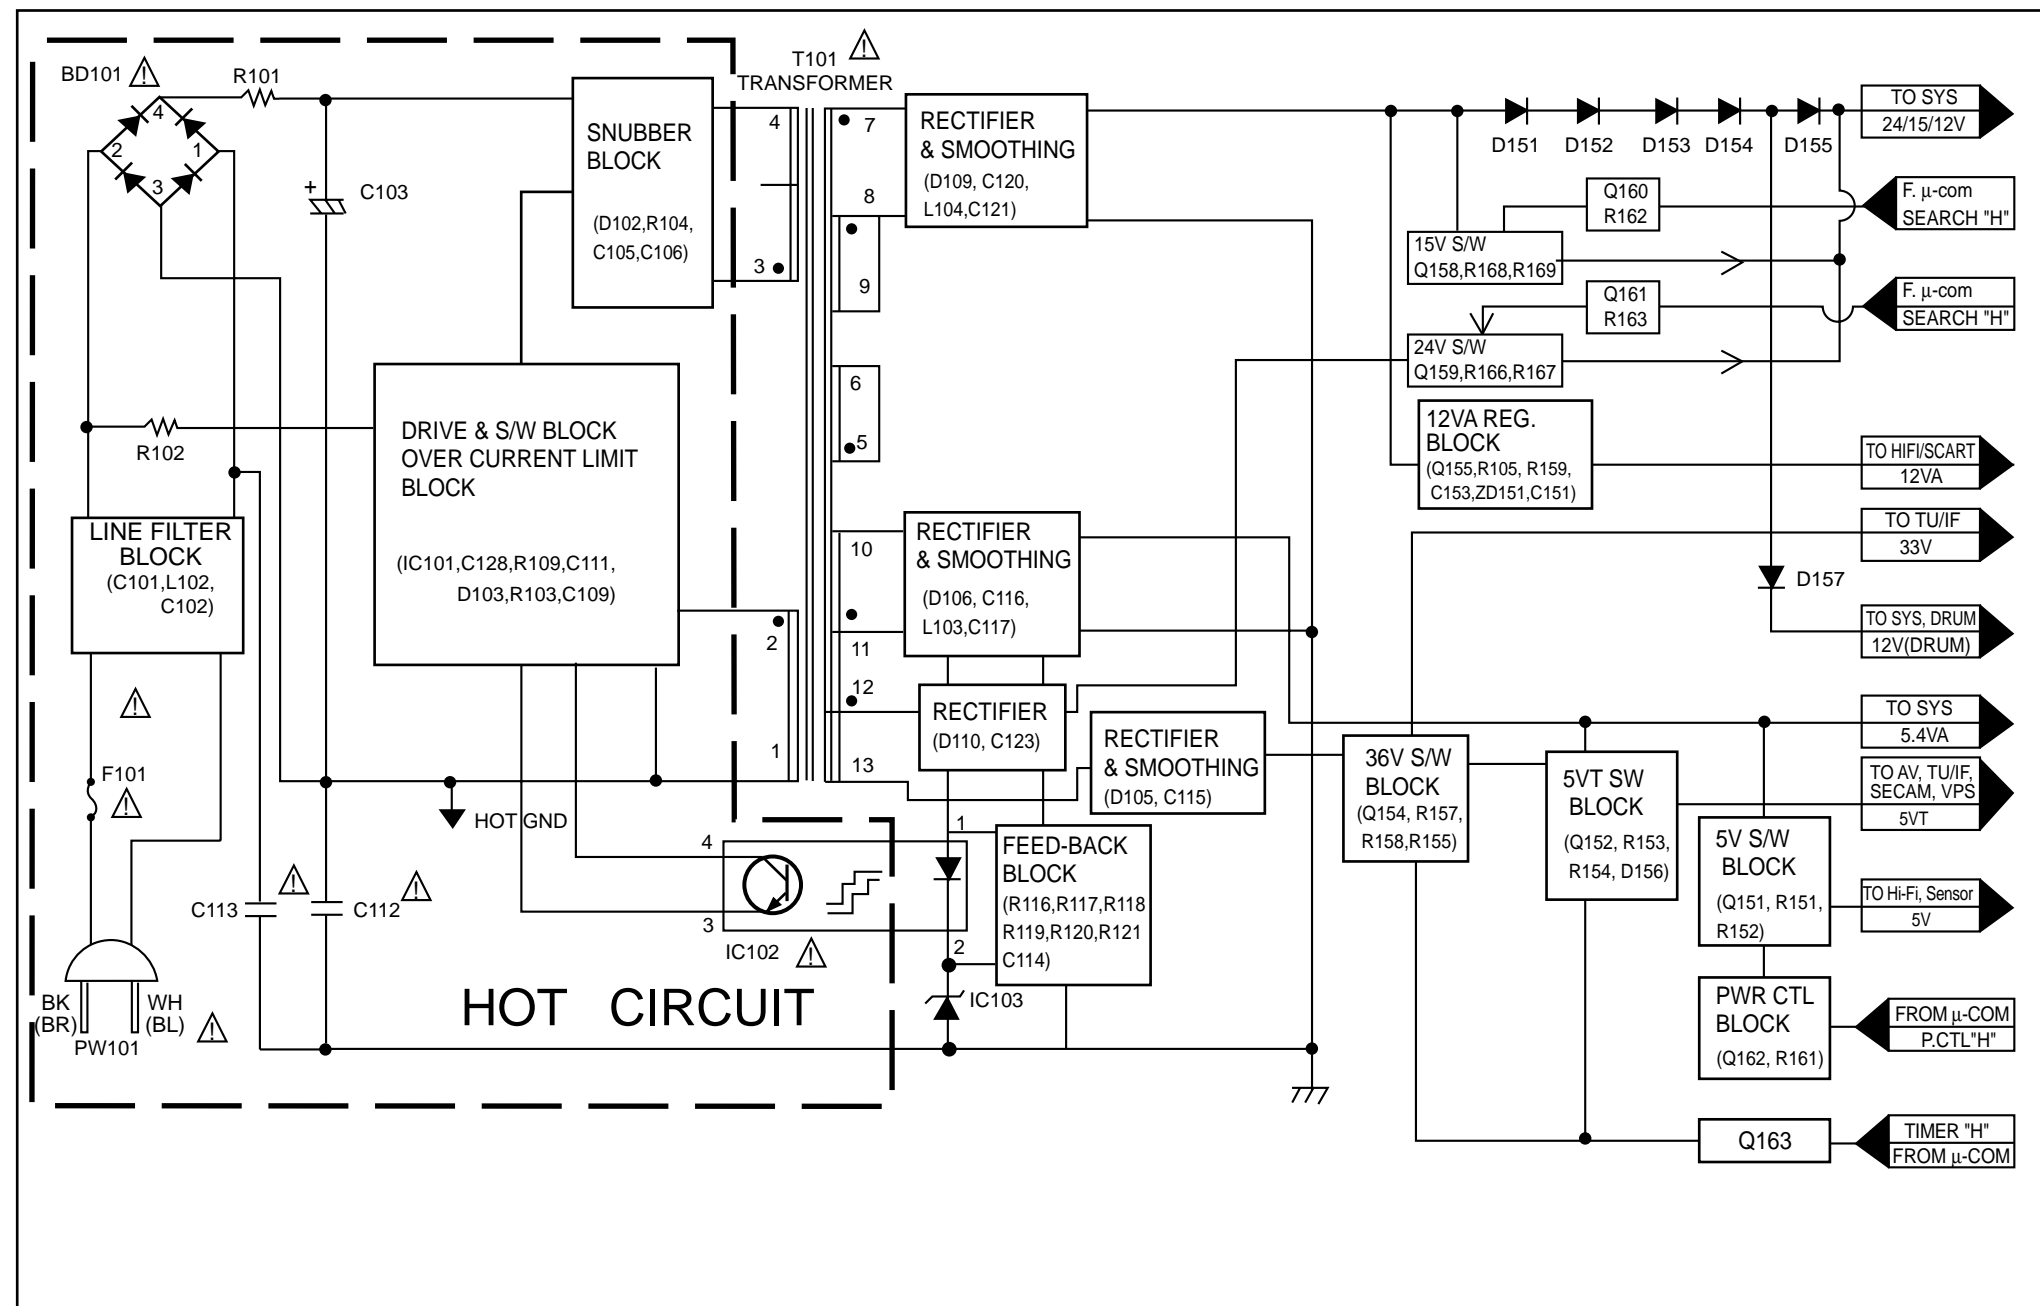 BD101
R101
4
2
1
3
C103
+
R102
LINE FILTER
BLOCK
(C101,L102,
C102)
F101
C113
C112
BK
(BR)
WH
(BL)
PW101
HOT GND
HOT CIRCUIT
SNUBBER
BLOCK
(D102,R104,
C105,C106)
DRIVE & S/W BLOCK
OVER CURRENT LIMIT
BLOCK
(IC101,C128,R109,C111,
D103,R103,C109)
T101
TRANSFORMER
4
3
2
1
7
8
9
6
5
10
11
12
13
4
3
IC102
1
2
IC103
RECTIFIER
& SMOOTHING
(D109, C120,
L104,C121)
RECTIFIER
& SMOOTHING
(D106, C116,
L103,C117)
RECTIFIER
(D110, C123)
RECTIFIER
& SMOOTHING
(D105, C115)
FEED-BACK
BLOCK
(R116,R117,R118
R119,R120,R121
C114)
D151
D152
D153
D154
D155
Q160
R162
15V S/W
Q158,R168,R169
Q161
R163
24V S/W
Q159,R166,R167
12VA REG.
BLOCK
(Q155,R105, R159,
C153,ZD151,C151)
D157
36V S/W
BLOCK
(Q154, R157,
R158,R155)
5VT SW
BLOCK
(Q152, R153,
R154, D156)
5V S/W
BLOCK
(Q151, R151,
R152)
PWR CTL
BLOCK
(Q162, R161)
Q163
TO SYS
24/15/12V
F. μ-com
SEARCH "H"
F. μ-com
SEARCH "H"
TO HIFI/SCART
12VA
TO TU/IF
33V
TO SYS, DRUM
12V(DRUM)
TO SYS
5.4VA
TO AV, TU/IF,
SECAM, VPS
5VT
TO Hi-Fi, Sensor
5V
FROM μ-COM
P.CTL"H"
TIMER "H"
FROM μ-COM